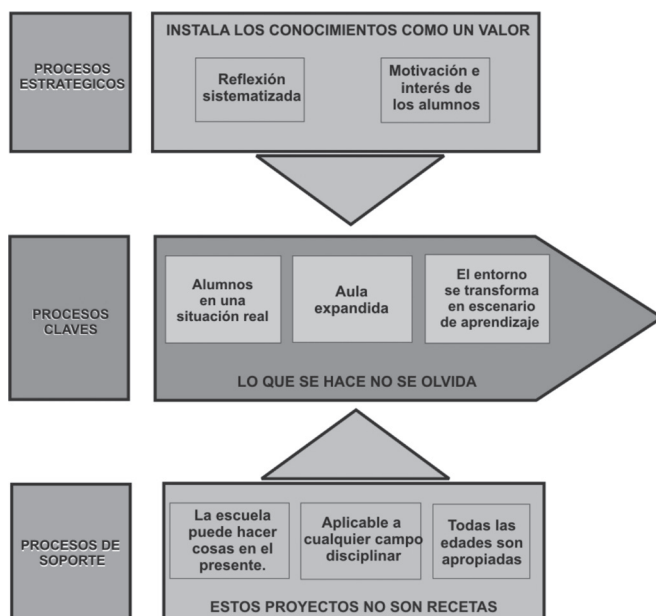 INSTALA LOS CONOCIMIENTOS COMO UN VALOR
PROCESOS
ESTRATEGICOS
Reflexión
sistematizada
Motivación e
interés de
los alumnos
PROCESOS
CLAVES
Alumnos
en una
situación real
Aula
expandida
El entorno
se transforma
en escenario
de aprendizaje
LO QUE SE HACE NO SE OLVIDA
PROCESOS DE
SOPORTE
La escuela
puede hacer
cosas en el
presente.
Aplicable a
cualquier campo
disciplinar
Todas las
edades son
apropiadas
ESTOS PROYECTOS NO SON RECETAS